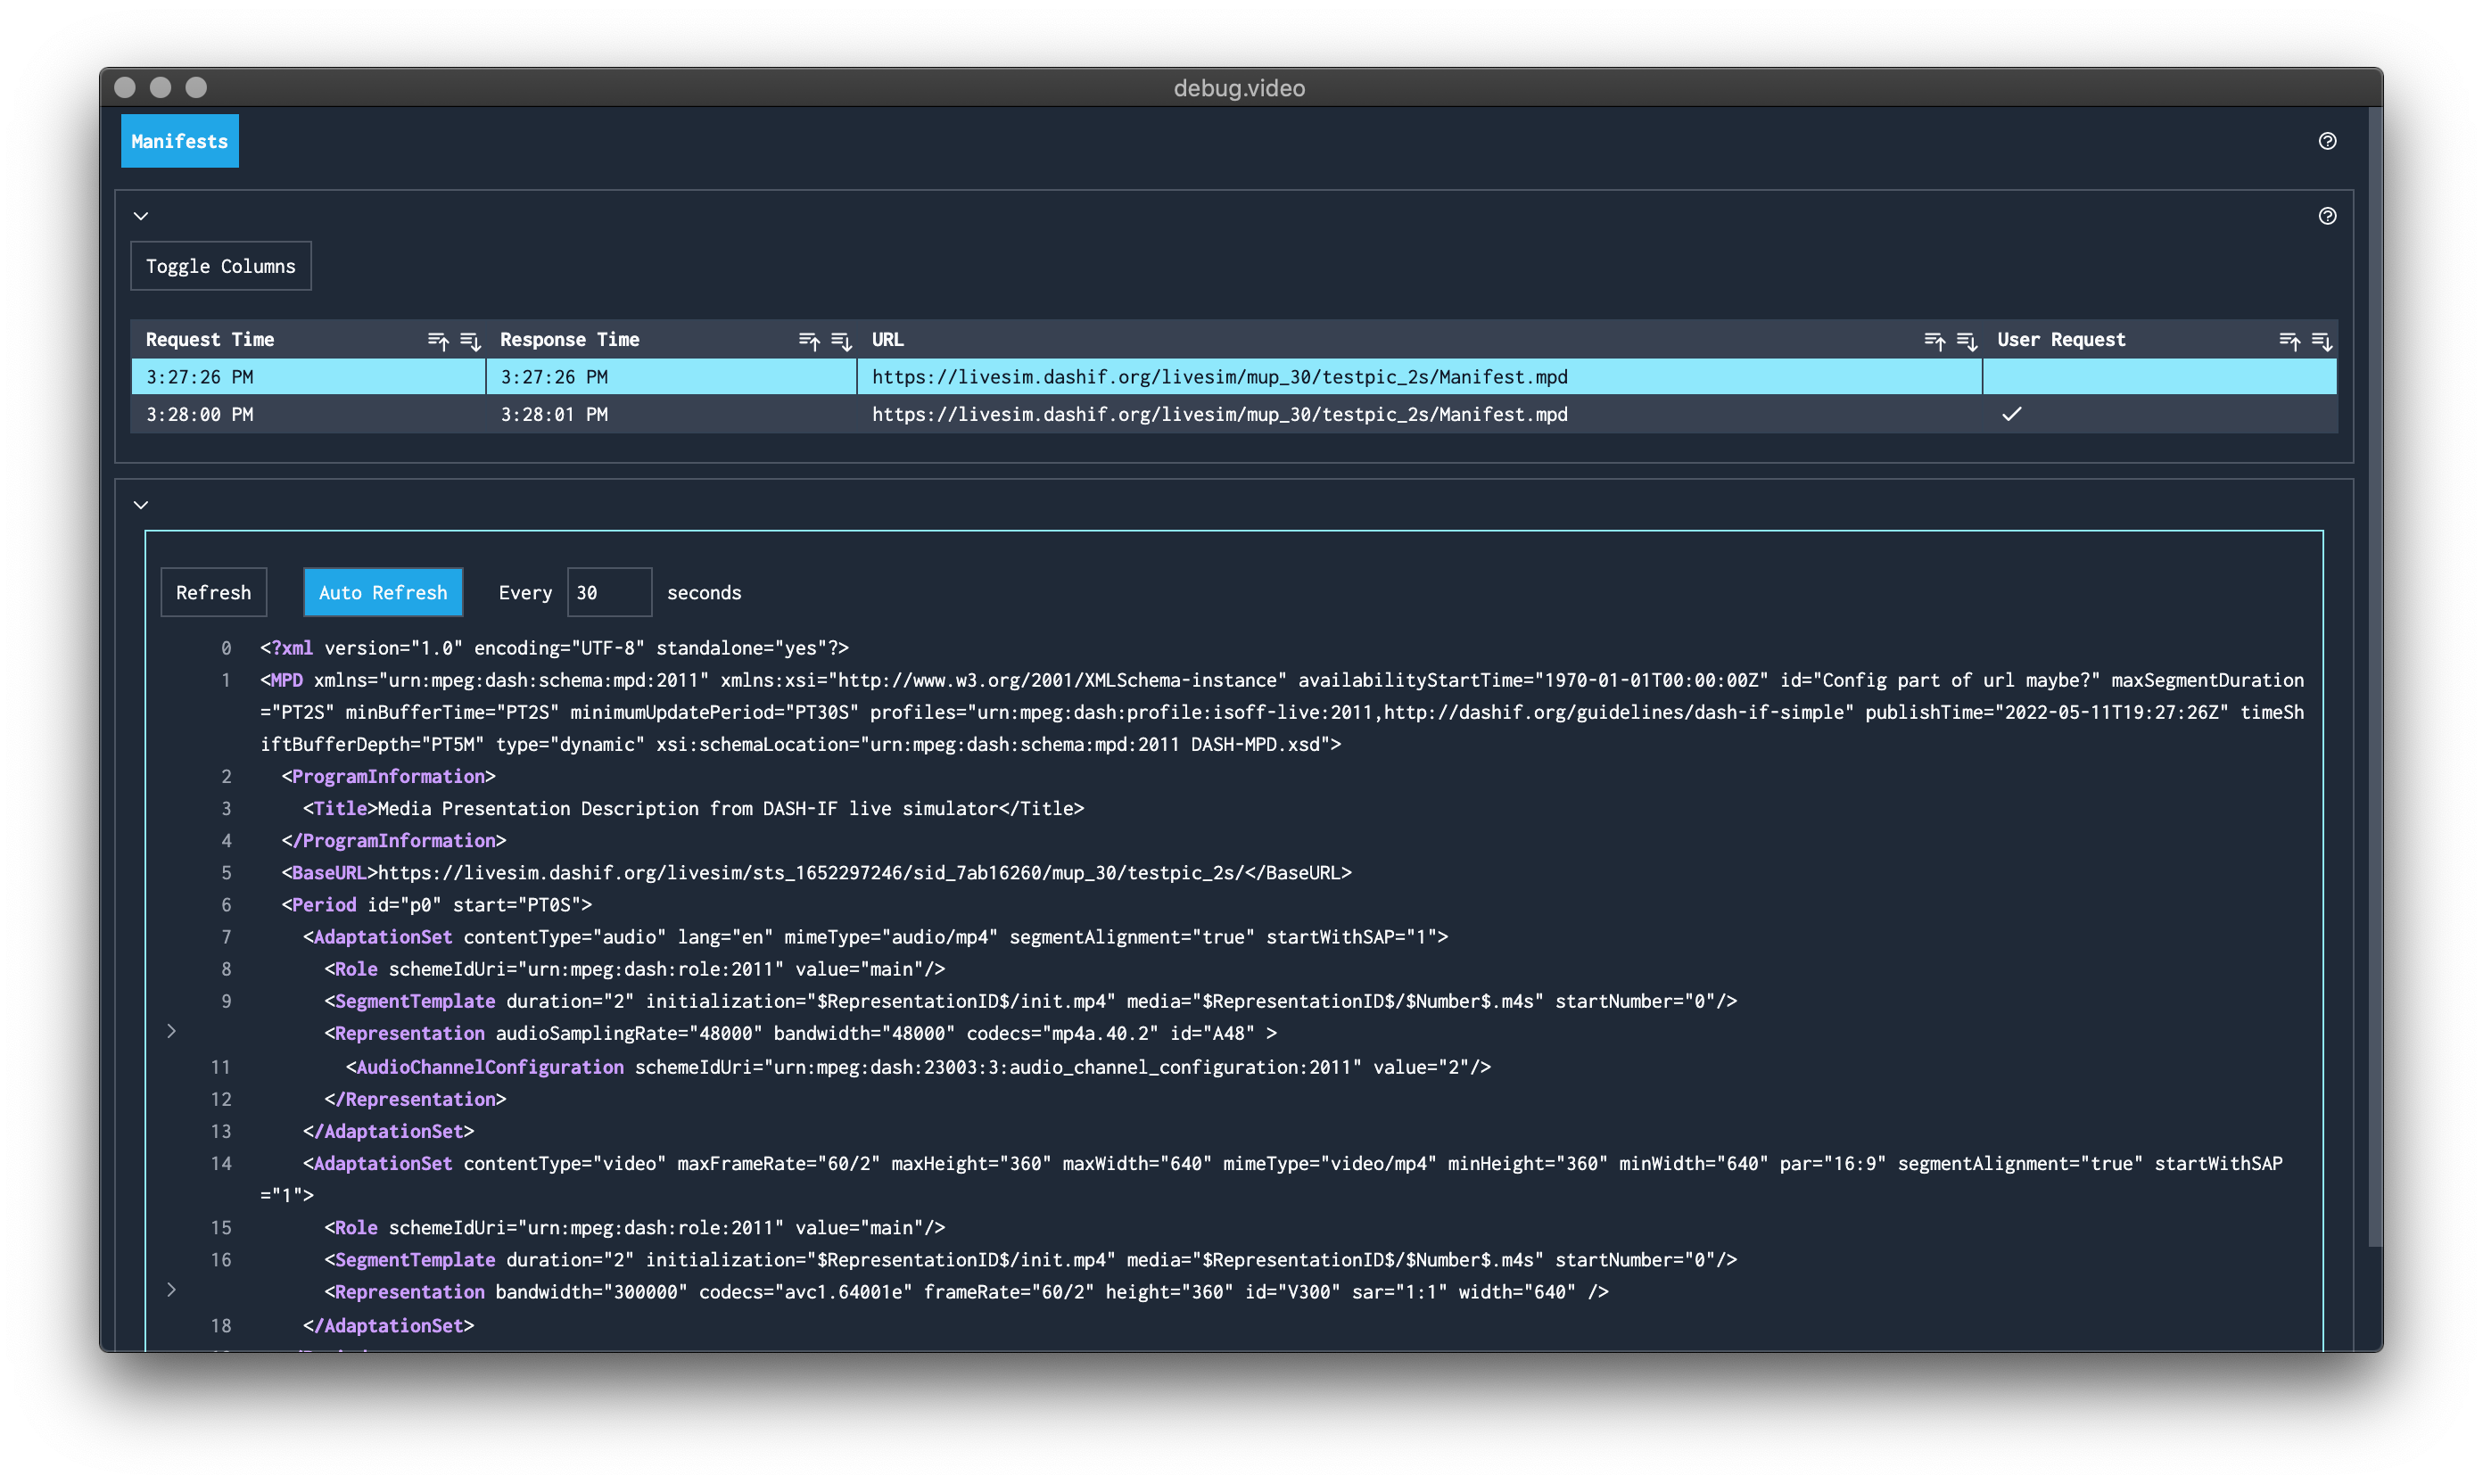 debug.video
Manifests
Toggle Columns
Request Time Response Time URL User Request
3:27:26 PM 3:27:26 PM https://livesim.dashif.org/livesim/mup_30/testpic_2s/Manifest.mpd
3:28:00 PM 3:28:01 PM https://livesim.dashif.org/livesim/mup_30/testpic_2s/Manifest.mpd
Refresh Auto Refresh Every 30 seconds
0 <?xml version="1.0" encoding="UTF-8" standalone="yes"?>
1 <MPD xmlns="urn:mpeg:dash:schema:mpd:2011" xmlns:xsi="http://www.w3.org/2001/XMLSchema-instance" availabilityStartTime="1970-01-01T00:00:00Z" id="Config part of url maybe?" maxSegmentDuration
="PT2S" minBufferTime="PT2S" minimumUpdatePeriod="PT30S" profiles="urn:mpeg:dash:profile:isoff-live:2011,http://dashif.org/guidelines/dash-if-simple" publishTime="2022-05-11T19:27:26Z" timeSh
iftBufferDepth="PT5M" type="dynamic" xsi:schemaLocation="urn:mpeg:dash:schema:mpd:2011 DASH-MPD.xsd">
2 <ProgramInformation>
3 <Title>Media Presentation Description from DASH-IF live simulator</Title>
4 </ProgramInformation>
5 <BaseURL>https://livesim.dashif.org/livesim/sts_1652297246/sid_7ab16260/mup_30/testpic_2s/</BaseURL>
6 <Period id="p0" start="PT0S">
7 <AdaptationSet contentType="audio" lang="en" mimeType="audio/mp4" segmentAlignment="true" startWithSAP="1">
8 <Role schemeIdUri="urn:mpeg:dash:role:2011" value="main"/>
9 <SegmentTemplate duration="2" initialization="$RepresentationID$/init.mp4" media="$RepresentationID$/$Number$.m4s" startNumber="0"/>
<Representation audioSamplingRate="48000" bandwidth="48000" codecs="mp4a.40.2" id="A48" >
11 <AudioChannelConfiguration schemeIdUri="urn:mpeg:dash:23003:3:audio_channel_configuration:2011" value="2"/>
12 </Representation>
13 </AdaptationSet>
14 <AdaptationSet contentType="video" maxFrameRate="60/2" maxHeight="360" maxWidth="640" mimeType="video/mp4" minHeight="360" minWidth="640" par="16:9" segmentAlignment="true" startWithSAP
="1">
15 <Role schemeIdUri="urn:mpeg:dash:role:2011" value="main"/>
16 <SegmentTemplate duration="2" initialization="$RepresentationID$/init.mp4" media="$RepresentationID$/$Number$.m4s" startNumber="0"/>
<Representation bandwidth="300000" codecs="avc1.64001e" frameRate="60/2" height="360" id="V300" sar="1:1" width="640" />
18 </AdaptationSet>